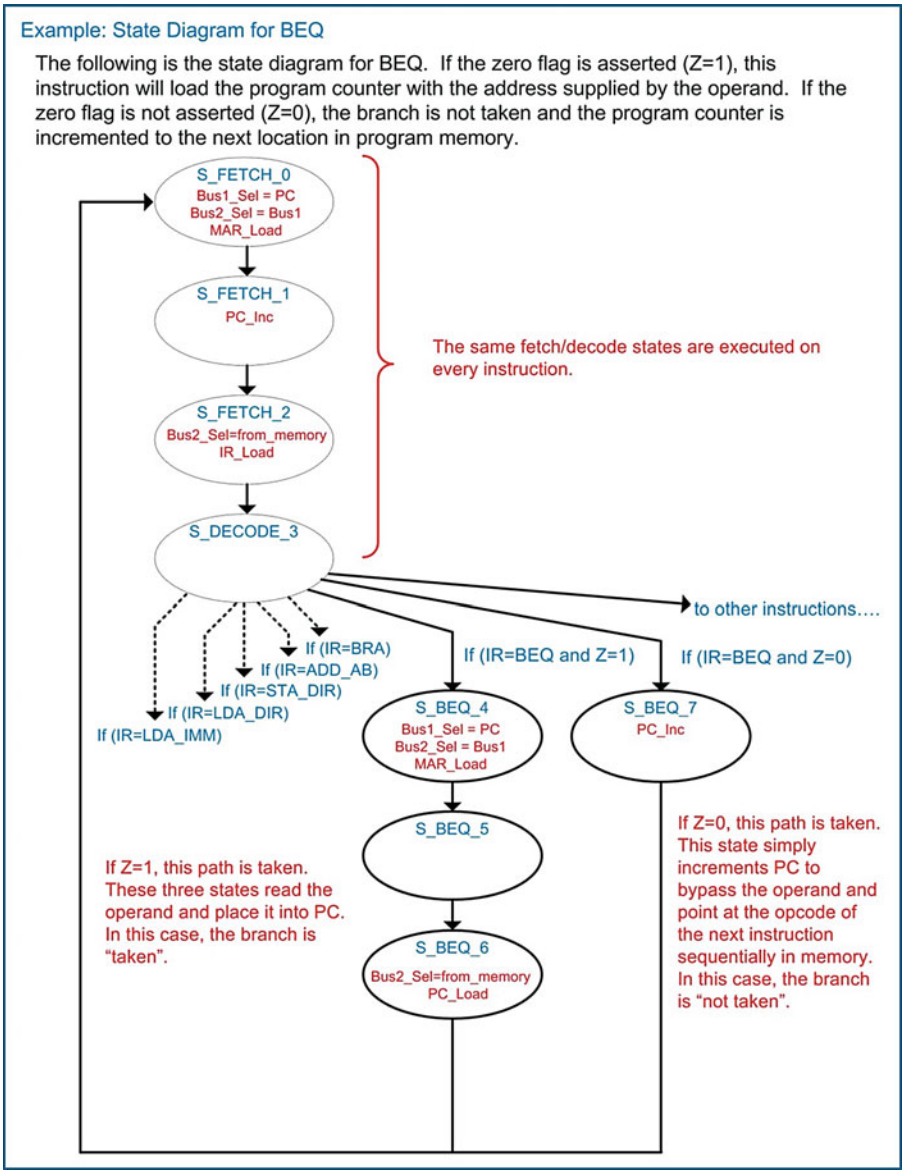 Example: State Diagram for BEQ
The following is the state diagram for BEQ. If the zero flag is asserted (Z=1), this
instruction will load the program counter with the address supplied by the operand. If the
zero flag is not asserted (Z=0), the branch is not taken and the program counter is
incremented to the next location in program memory.
S_FETCH_0
Bus1_Sel = PC
Bus2_Sel = Bus1
MAR_Load
S_FETCH_1
PC_Inc
The same fetch/decode states are executed on
every instruction.
S_FETCH_2
Bus2_Sel=from_memory
IR_Load
S_DECODE_3
to other instructions....
If (IR=BRA)
If (IR=ADD_AB)
If (IR=STA_DIR)
If (IR=LDA_DIR)
If (IR=LDA_IMM)
If (IR=BEQ and Z=1)
If (IR=BEQ and Z=0)
S_BEQ_4
Bus1_Sel = PC
Bus2_Sel = Bus1
MAR_Load
S_BEQ_7
PC_Inc
S_BEQ_5
If Z=1, this path is taken.
These three states read the
operand and place it into PC.
In this case, the branch is
“taken”.
If Z=0, this path is taken.
This state simply
increments PC to
bypass the operand and
point at the opcode of
the next instruction
sequentially in memory.
In this case, the branch
is “not taken”.
S_BEQ_6
Bus2_Sel=from_memory
PC_Load